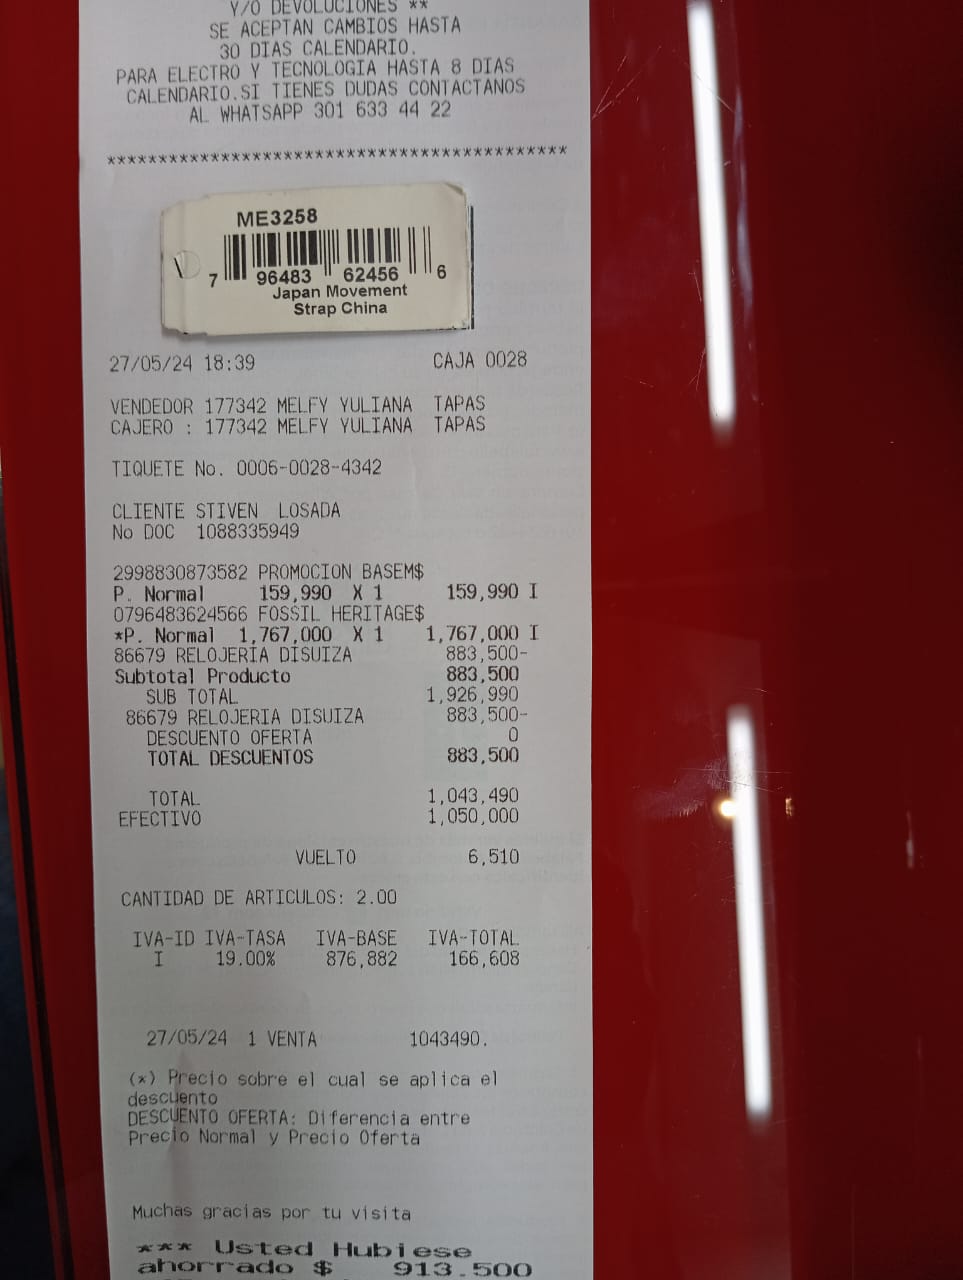 Y/O DEVOLUCIONES **
SE ACEPTAN CAMBIOS HASTA
30 DIAS CALENDARIO.
PARA ELECTRO Y TECNOLOGIA HASTA 8 DIAS
CALENDARIO.SI TIENES DUDAS CONTACTANOS
AL WHATSAPP 301 633 44 22
********************************************
ME3258
7 96483 62456 6
Japan Movement
Strap China
27/05/24 18:39 CAJA 0028
VENDEDOR 177342 MELFY YULIANA TAPAS
CAJERO : 177342 MELFY YULIANA TAPAS
TIQUETE No. 0006-0028-4342
CLIENTE STIVEN LOSADA
No DOC 1088335949
2998830873582 PROMOCION BASEM$
P. Normal 159,990 X 1 159,990 I
0796483624566 FOSSIL HERITAGE$
*P. Normal 1,767,000 X 1 1,767,000 I
86679 RELOJERIA DISUIZA 883,500-
Subtotal Producto 883,500
SUB TOTAL 1,926,990
86679 RELOJERIA DISUIZA 883,500-
DESCUENTO OFERTA 0
TOTAL DESCUENTOS 883,500
TOTAL 1,043,490
EFECTIVO 1,050,000
VUELTO 6,510
CANTIDAD DE ARTICULOS: 2.00
IVA-ID IVA-TASA IVA-BASE IVA-TOTAL
I 19.00% 876,882 166,608
27/05/24 1 VENTA 1043490.
(*) Precio sobre el cual se aplica el
descuento
DESCUENTO OFERTA: Diferencia entre
Precio Normal y Precio Oferta
Muchas gracias por tu visita
*** Usted Hubiese
ahorrado $ 913.500